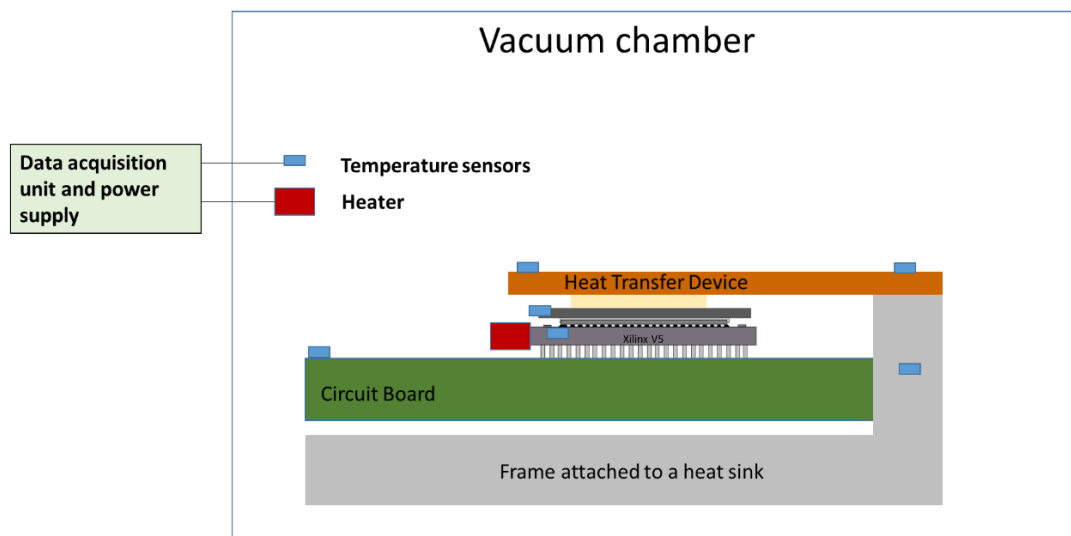 Vacuum chamber
Data acquisition
unit and power
supply
Temperature sensors
Heater
Heat Transfer Device
Xilinx V5
Circuit Board
Frame attached to a heat sink